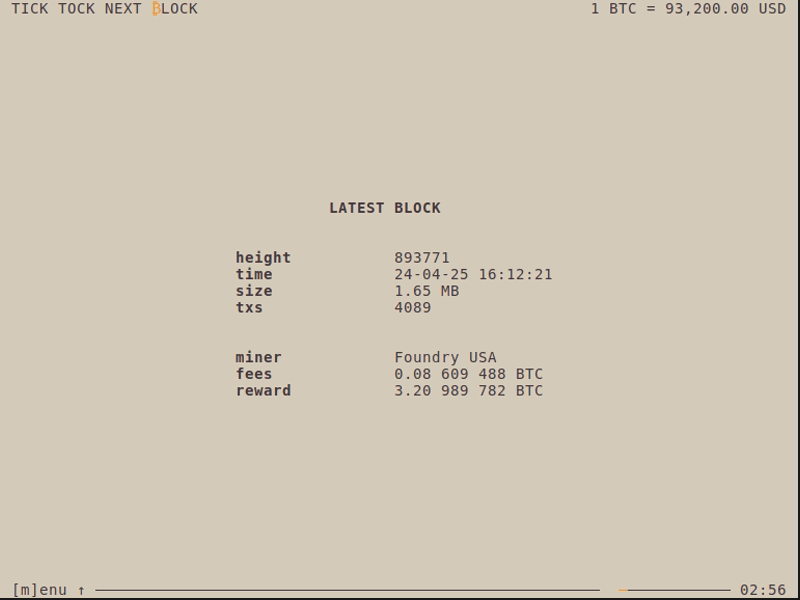 TICK TOCK NEXT ₿LOCK
1 BTC = 93,200.00 USD
LATEST BLOCK
height 893771
time 24-04-25 16:12:21
size 1.65 MB
txs 4089
miner Foundry USA
fees 0.08 609 488 BTC
reward 3.20 989 782 BTC
[m]enu ↑ 02:56